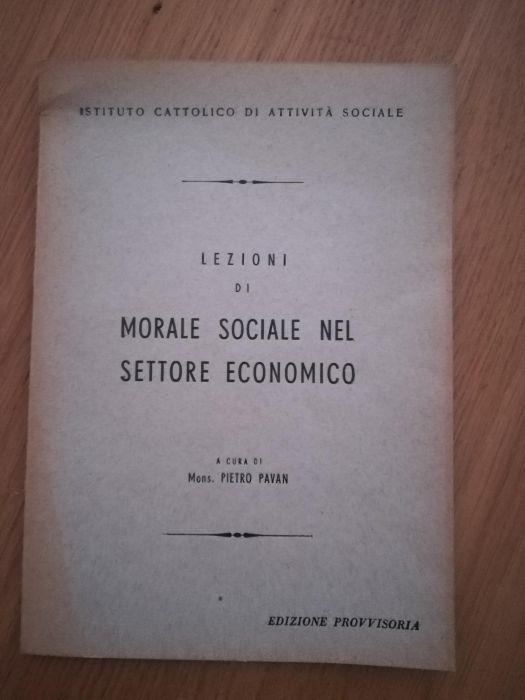 ISTITUTO CATTOLICO DI ATTIVITÀ SOCIALE
LEZIONI
DI
MORALE SOCIALE NEL
SETTORE ECONOMICO
A CURA DI
Mons. PIETRO PAVAN
EDIZIONE PROVVISORIA